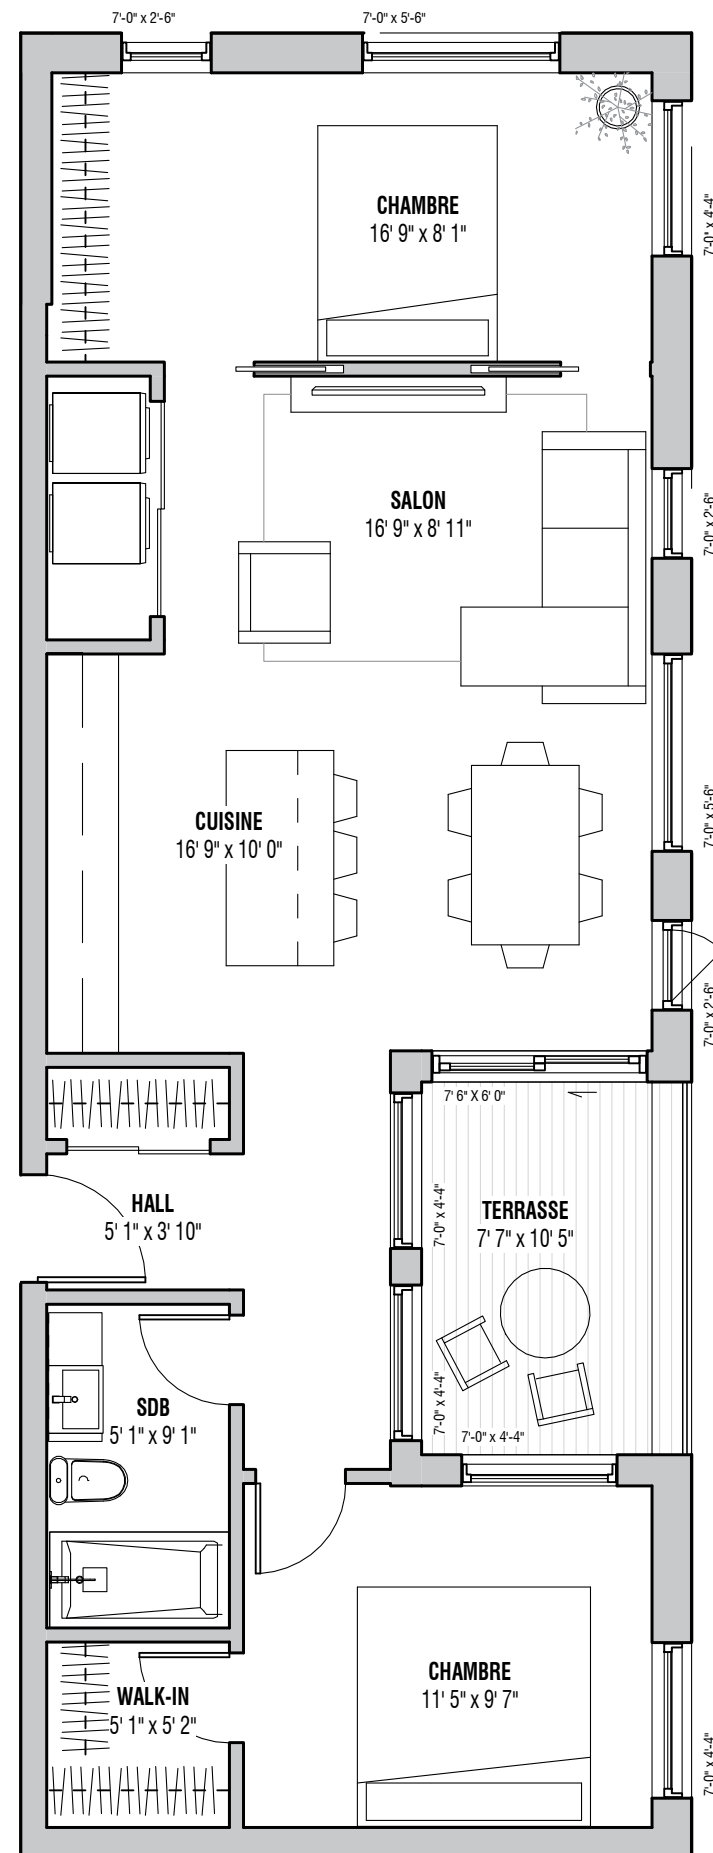 7'-0" x 2'-6"
7'-0" x 5'-6"
CHAMBRE
16' 9" x 8' 1"
7'-0" x 4'-4"
SALON
16' 9" x 8' 11"
7'-0" x 2'-6"
CUISINE
16' 9" x 10' 0"
7'-0" x 5'-6"
7'-0" x 2'-6"
7' 6" X 6' 0"
HALL
5' 1" x 3' 10"
7'-0" x 4'-4"
TERRASSE
7' 7" x 10' 5"
SDB
5' 1" x 9' 1"
7'-0" x 4'-4"
7'-0" x 4'-4"
CHAMBRE
11' 5" x 9' 7"
WALK-IN
5' 1" x 5' 2"
7'-0" x 4'-4"